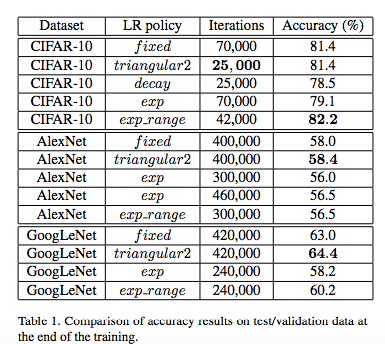 Dataset LR policy Iterations Accuracy (%)
CIFAR-10 fixed 70,000 81.4
CIFAR-10 triangular2 25,000 81.4
CIFAR-10 decay 25,000 78.5
CIFAR-10 exp 70,000 79.1
CIFAR-10 exp_range 42,000 82.2
AlexNet fixed 400,000 58.0
AlexNet triangular2 400,000 58.4
AlexNet exp 300,000 56.0
AlexNet exp 460,000 56.5
AlexNet exp_range 300,000 56.5
GoogLeNet fixed 420,000 63.0
GoogLeNet triangular2 420,000 64.4
GoogLeNet exp 240,000 58.2
GoogLeNet exp_range 240,000 60.2
Table 1. Comparison of accuracy results on test/validation data at
the end of the training.